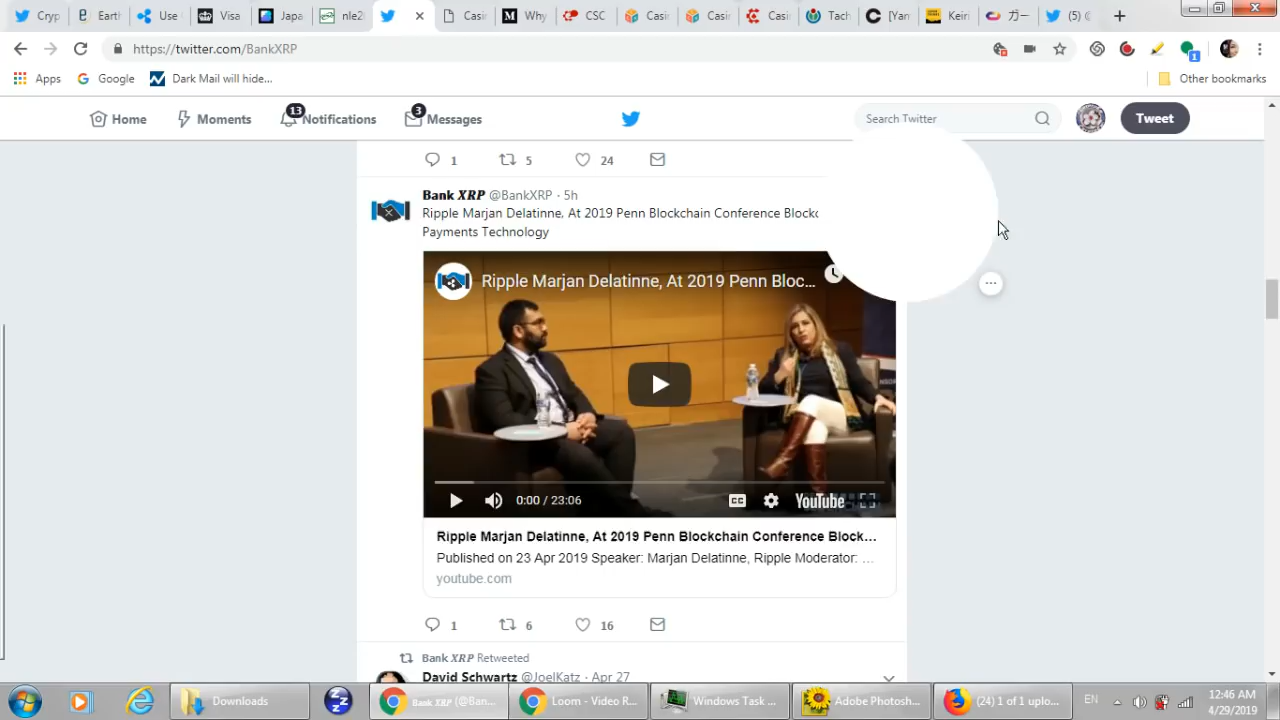 Cryp
Earth
Use
VIEW
Japa
nle2
Cas
Why
CSC
Cash
Casi
Casi
Task
[Yan
Keir
ガー
(5)
https://twitter.com/BankXRP
Apps
Google
Dark Mail will hide...
Other bookmarks
Home
Moments
13
Notifications
3
Messages
Search Twitter
Tweet
1
5
24
Bank XRP @BankXRP · 5h
Ripple Marjan Delatinne, At 2019 Penn Blockchain Conference Blockc
Payments Technology
Ripple Marjan Delatinne, At 2019 Penn Bloc...
0:00 / 23:06
CC
YouTube
Ripple Marjan Delatinne, At 2019 Penn Blockchain Conference Block...
Published on 23 Apr 2019 Speaker: Marjan Delatinne, Ripple Moderator: ...
youtube.com
1
6
16
Bank XRP Retweeted
David Schwartz @JoelKatz · Apr 27
Downloads
Bank XRP (@Ban...
Loom – Video R...
Windows Task ...
Adobe Photosh...
(24) 1 of 1 uplo...
EN
12:46 AM
4/29/2019